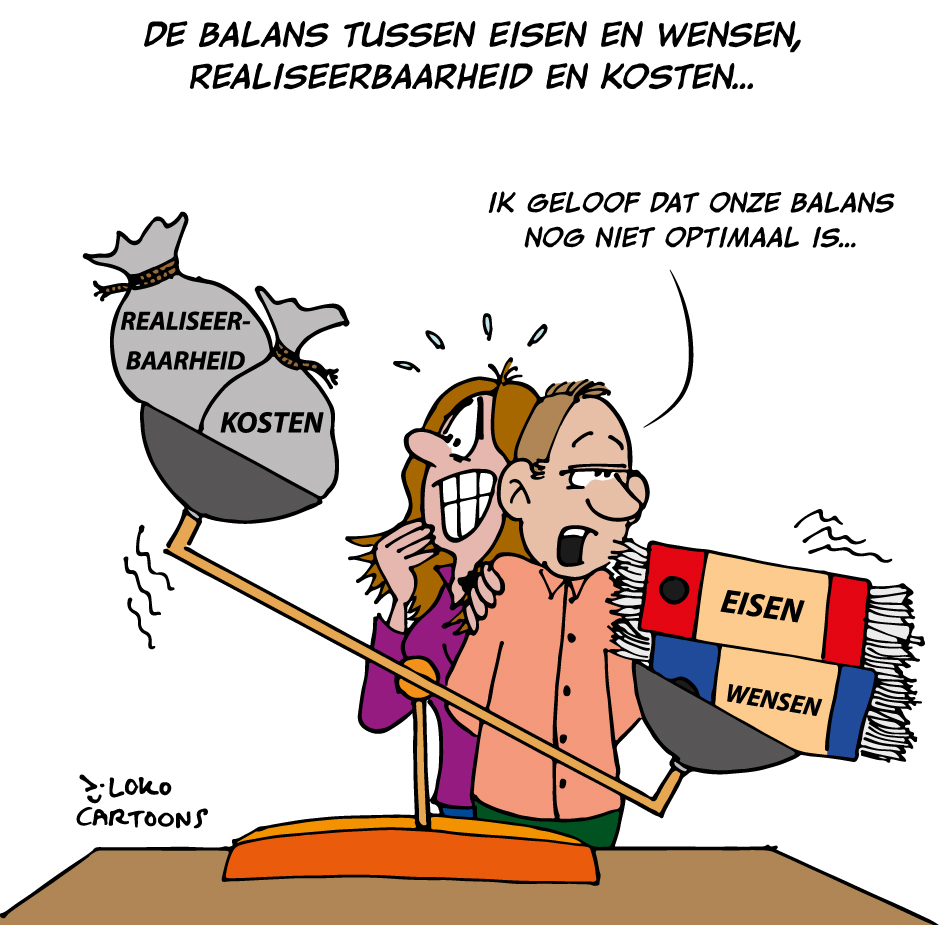 DE BALANS TUSSEN EISEN EN WENSEN,
REALISEERBAARHEID EN KOSTEN...
IK GELOOF DAT ONZE BALANS
NOG NIET OPTIMAAL IS...
REALISEER-
BAARHEID
KOSTEN
EISEN
WENSEN
LOKO
CARTOONS